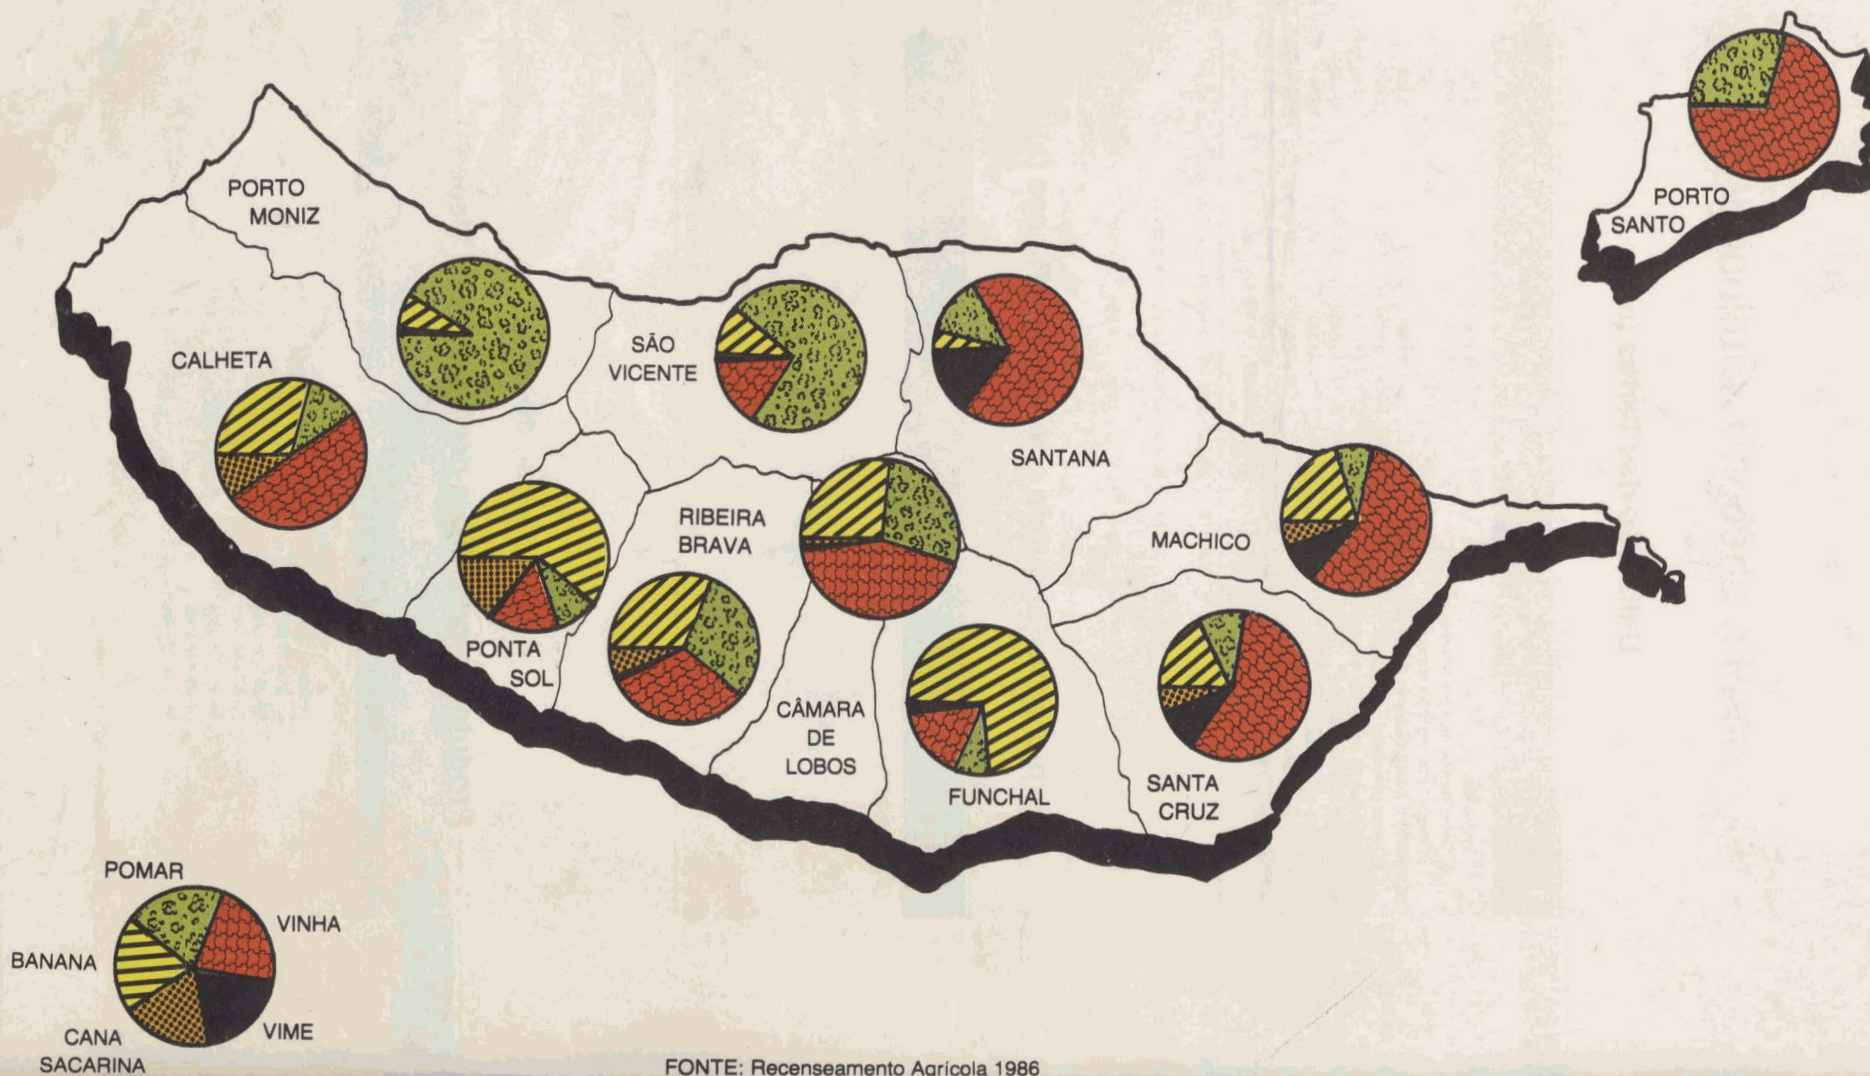 PORTO
MONIZ
CALHETA
SÃO
VICENTE
SANTANA
PORTO
SANTO
RIBEIRA
BRAVA
MACHICO
PONTA
SOL
CÂMARA
DE
LOBOS
FUNCHAL
SANTA
CRUZ
POMAR
VINHA
BANANA
VIME
CANA
SACARINA
FONTE: Recenseamento Agrícola 1986